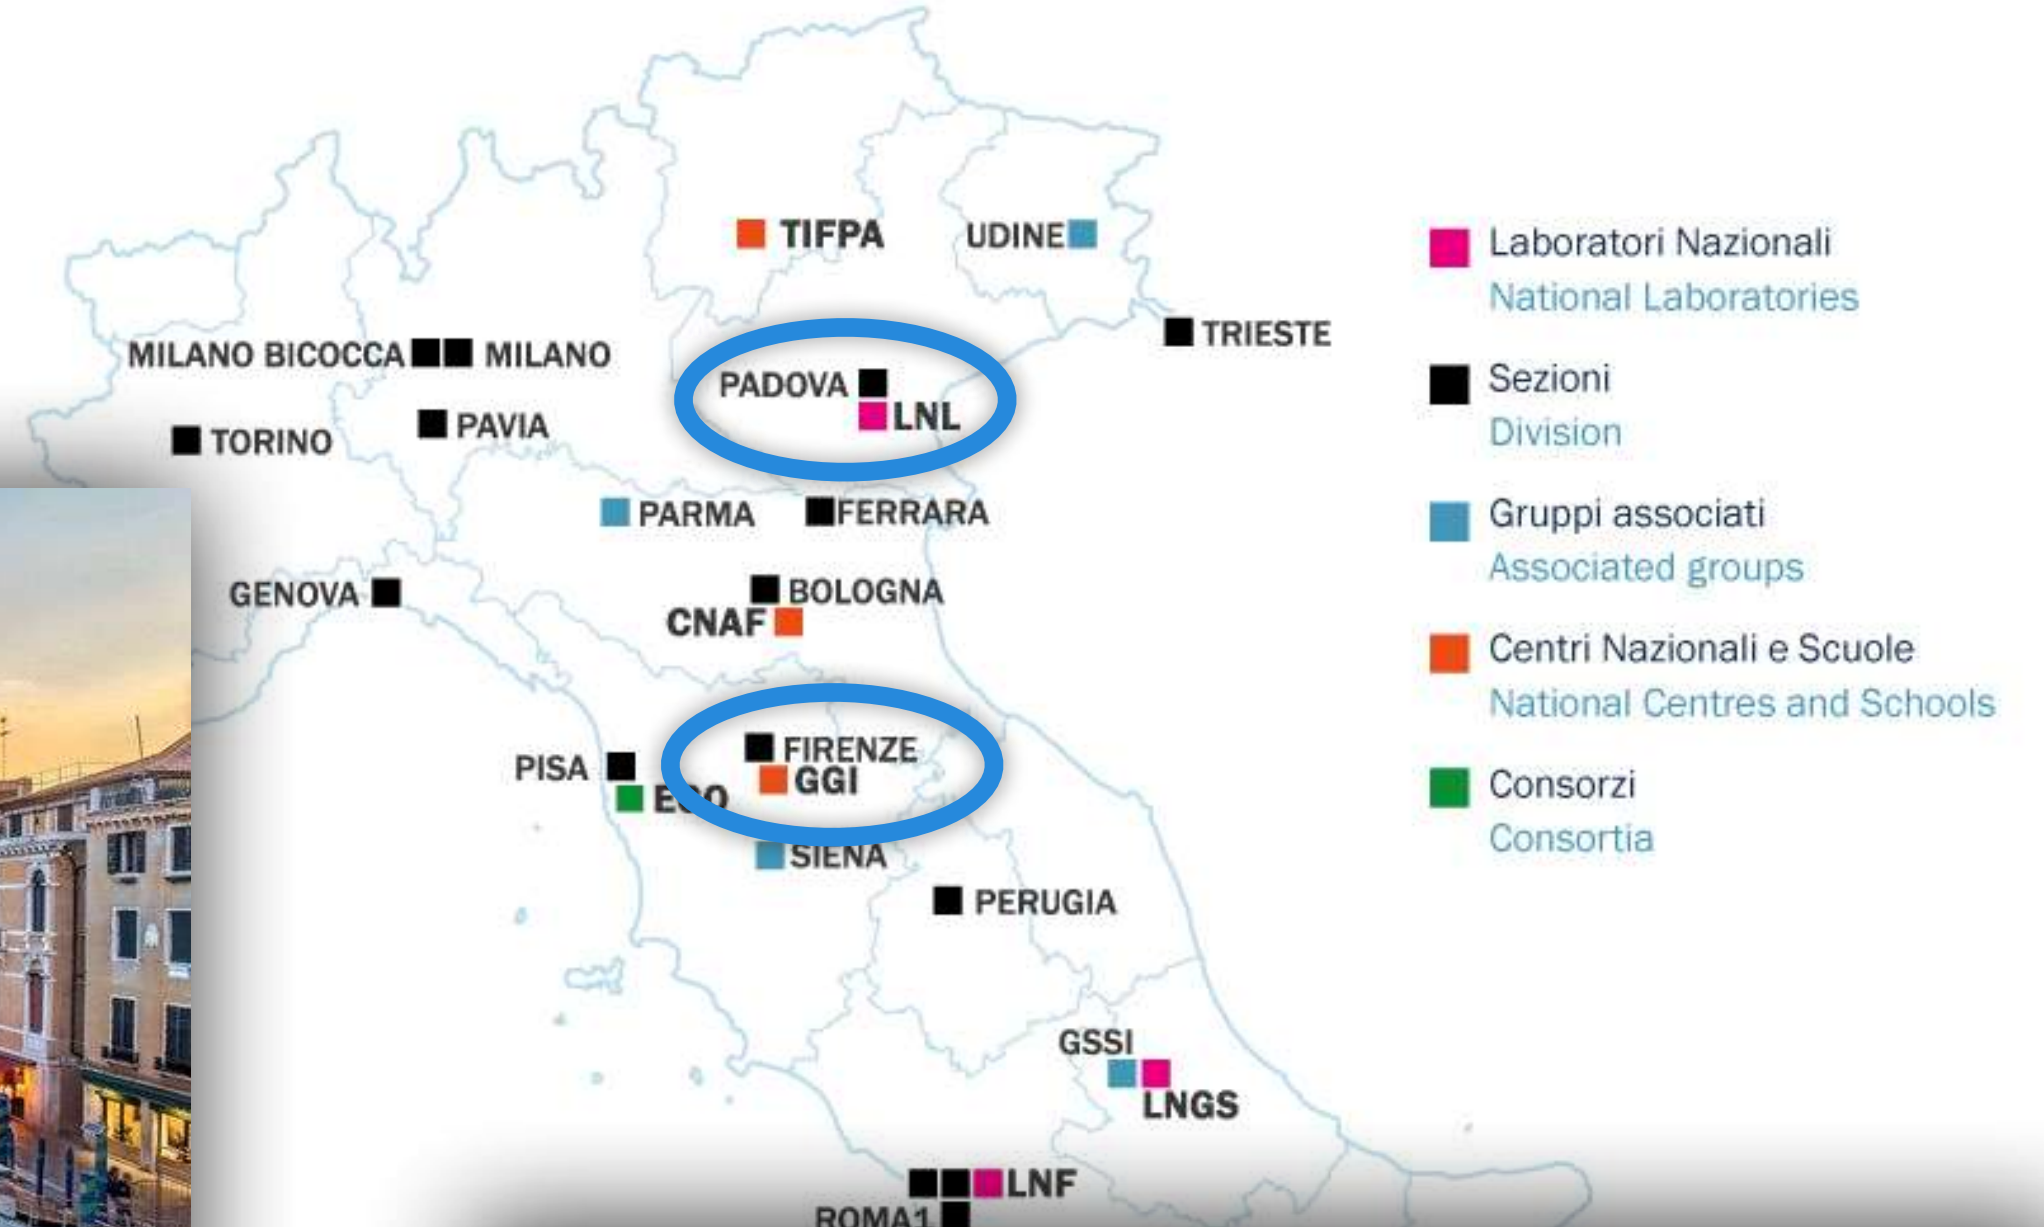 TIFPA
UDINE
TRIESTE
MILANO BICOCCA
MILANO
PADOVA
LNL
TORINO
PAVIA
PARMA
FERRARA
GENOVA
BOLOGNA
CNAF
PISA
FIRENZE
GGI
EGO
SIENA
PERUGIA
GSSI
LNGS
LNF
ROMA1
Laboratori Nazionali
National Laboratories
Sezioni
Division
Gruppi associati
Associated groups
Centri Nazionali e Scuole
National Centres and Schools
Consorzi
Consortia